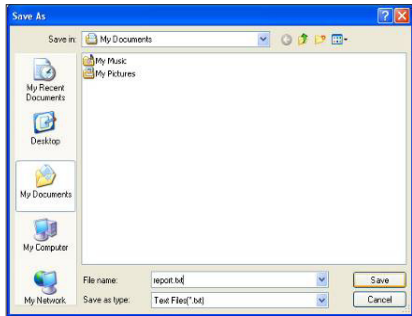 Save As
Save in: My Documents
My Music
My Pictures
My Recent
Documents
Desktop
My Documents
My Computer
My Network
File name: report.txt
Save as type: Text Files(*.txt)
Save
Cancel